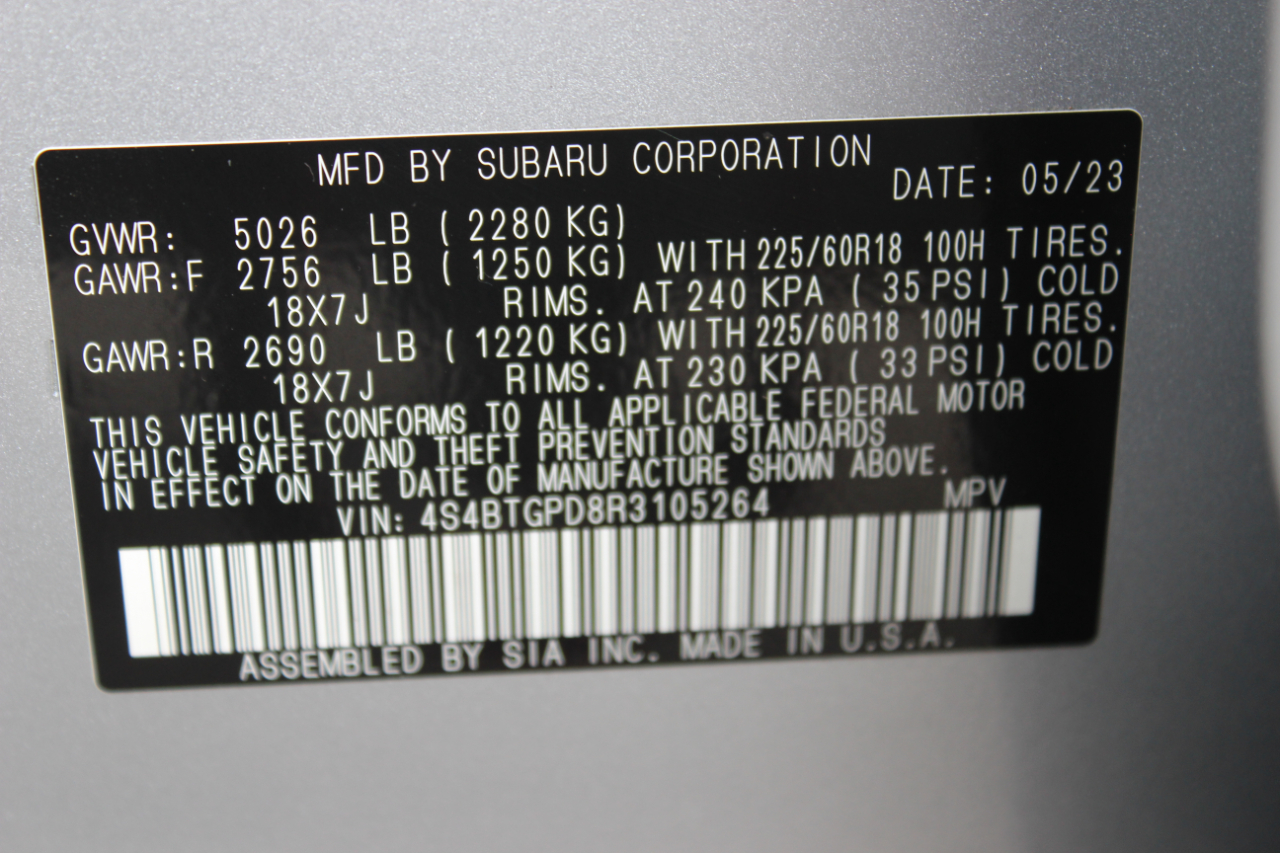 MFD BY SUBARU CORPORATION
DATE: 05/23
GVWR: 5026 LB ( 2280 KG)
GAWR:F 2756 LB ( 1250 KG) WITH 225/60R18 100H TIRES.
18X7J RIMS. AT 240 KPA ( 35 PSI) COLD
GAWR:R 2690 LB ( 1220 KG) WITH 225/60R18 100H TIRES.
18X7J RIMS. AT 230 KPA ( 33 PSI) COLD
THIS VEHICLE CONFORMS TO ALL APPLICABLE FEDERAL MOTOR
VEHICLE SAFETY AND THEFT PREVENTION STANDARDS
IN EFFECT ON THE DATE OF MANUFACTURE SHOWN ABOVE.
VIN: 4S4BTGPD8R3105264 MPV
ASSEMBLED BY SIA INC. MADE IN U.S.A.